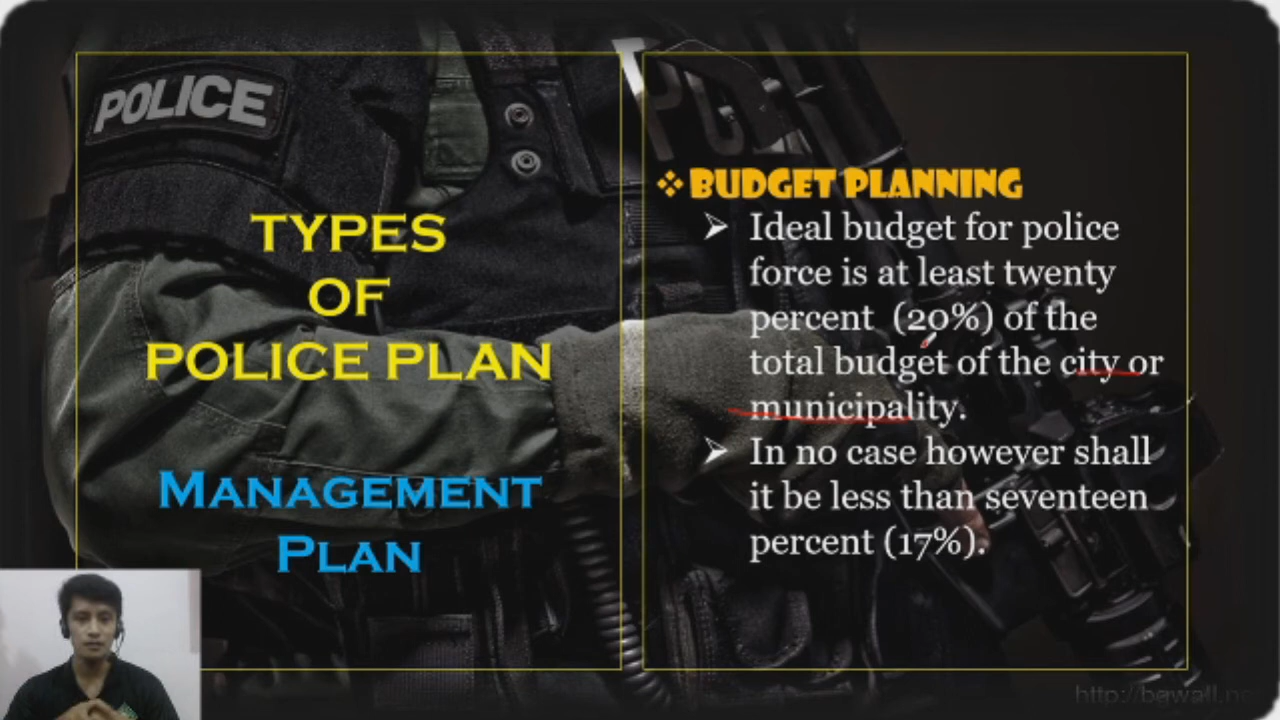 POLICE
TYPES
OF
POLICE PLAN
MANAGEMENT
PLAN
BUDGET PLANNING
Ideal budget for police
force is at least twenty
percent (20%) of the
total budget of the city or
municipality.
In no case however shall
it be less than seventeen
percent (17%).